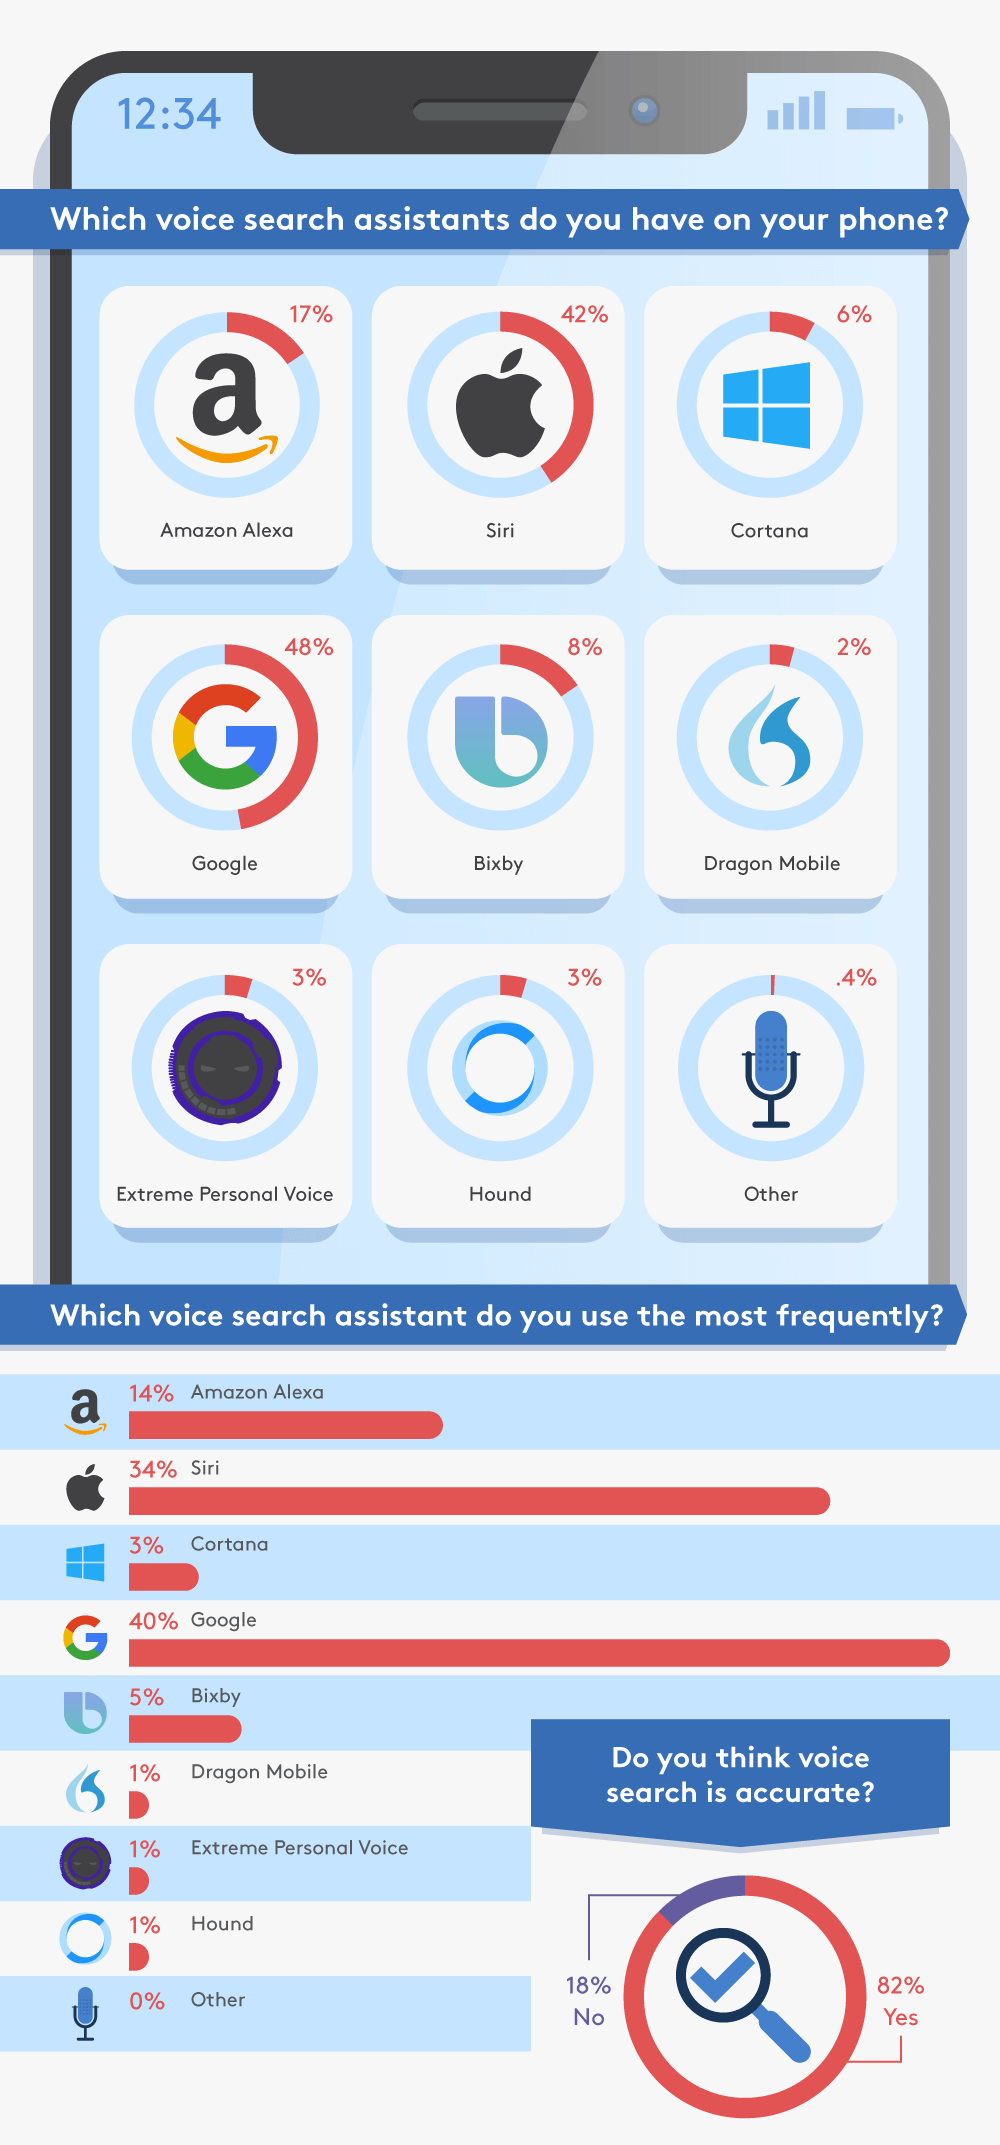 12:34
Which voice search assistants do you have on your phone?
17%
Amazon Alexa
42%
Siri
6%
Cortana
48%
Google
8%
Bixby
2%
Dragon Mobile
3%
Extreme Personal Voice
3%
Hound
.4%
Other
Which voice search assistant do you use the most frequently?
14% Amazon Alexa
34% Siri
3% Cortana
40% Google
5% Bixby
1% Dragon Mobile
1% Extreme Personal Voice
1% Hound
0% Other
Do you think voice
search is accurate?
18%
No
82%
Yes